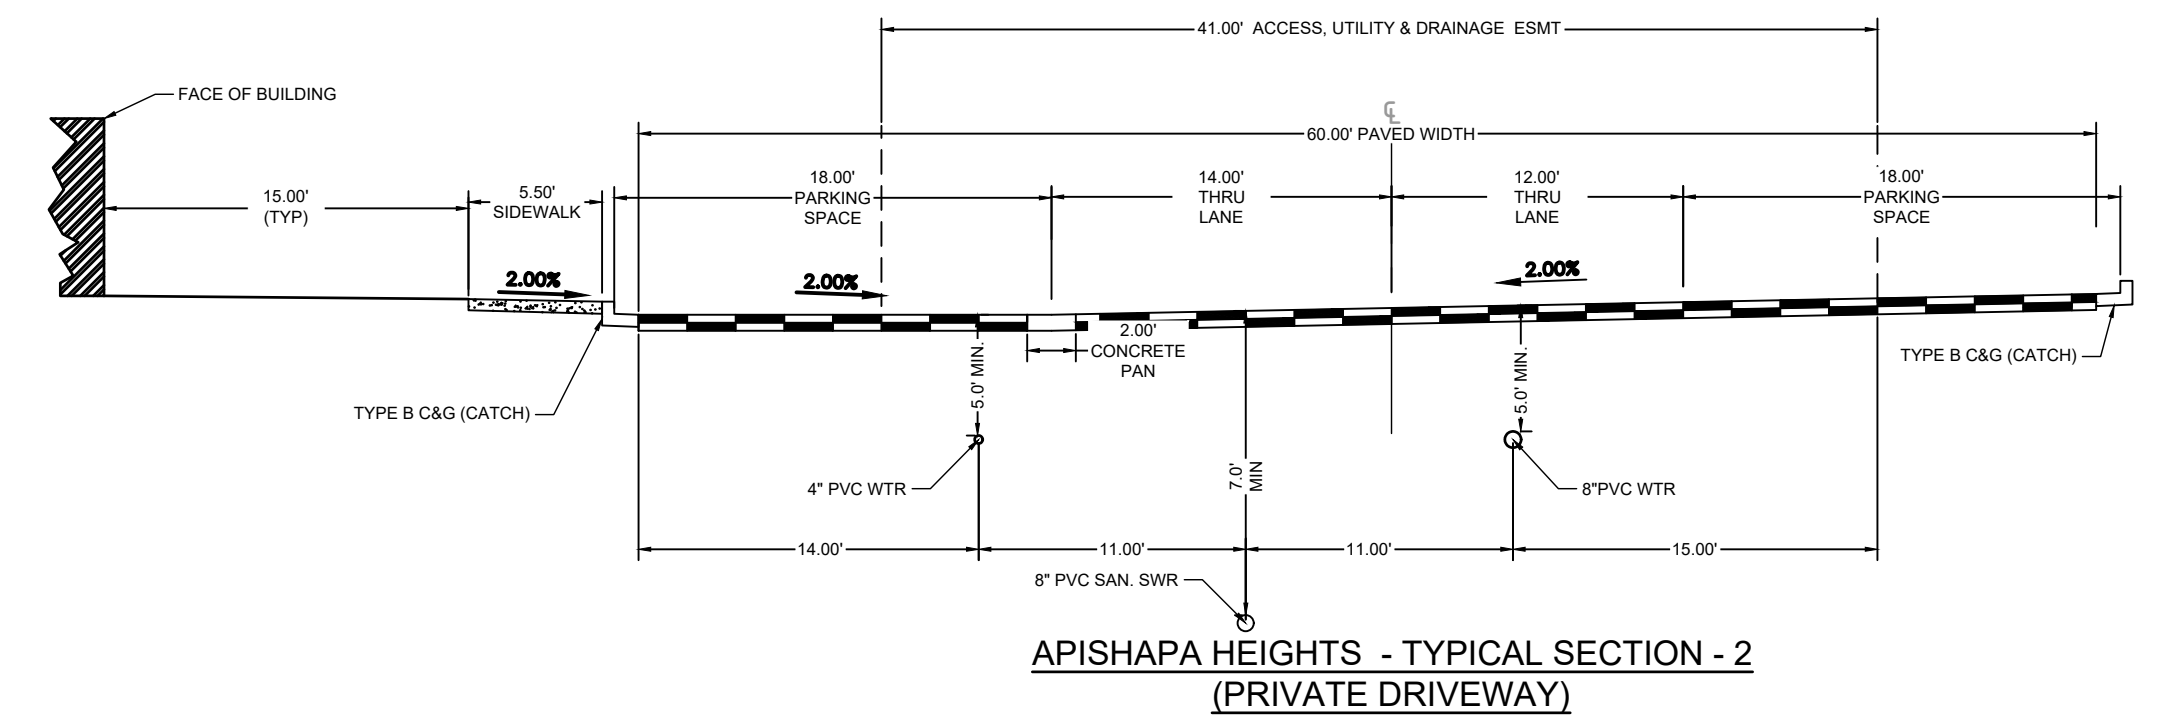 41.00' ACCESS, UTILITY & DRAINAGE ESMT
FACE OF BUILDING
℄
60.00' PAVED WIDTH
15.00'
(TYP)
5.50'
SIDEWALK
18.00'
PARKING
SPACE
14.00'
THRU
LANE
12.00'
THRU
LANE
18.00'
PARKING
SPACE
2.00%
2.00%
2.00%
2.00'
CONCRETE
PAN
TYPE B C&G (CATCH)
TYPE B C&G (CATCH)
5.0' MIN.
5.0' MIN.
7.0'
MIN
4" PVC WTR
8"PVC WTR
14.00'
11.00'
11.00'
15.00'
8" PVC SAN. SWR
APISHAPA HEIGHTS - TYPICAL SECTION - 2
(PRIVATE DRIVEWAY)